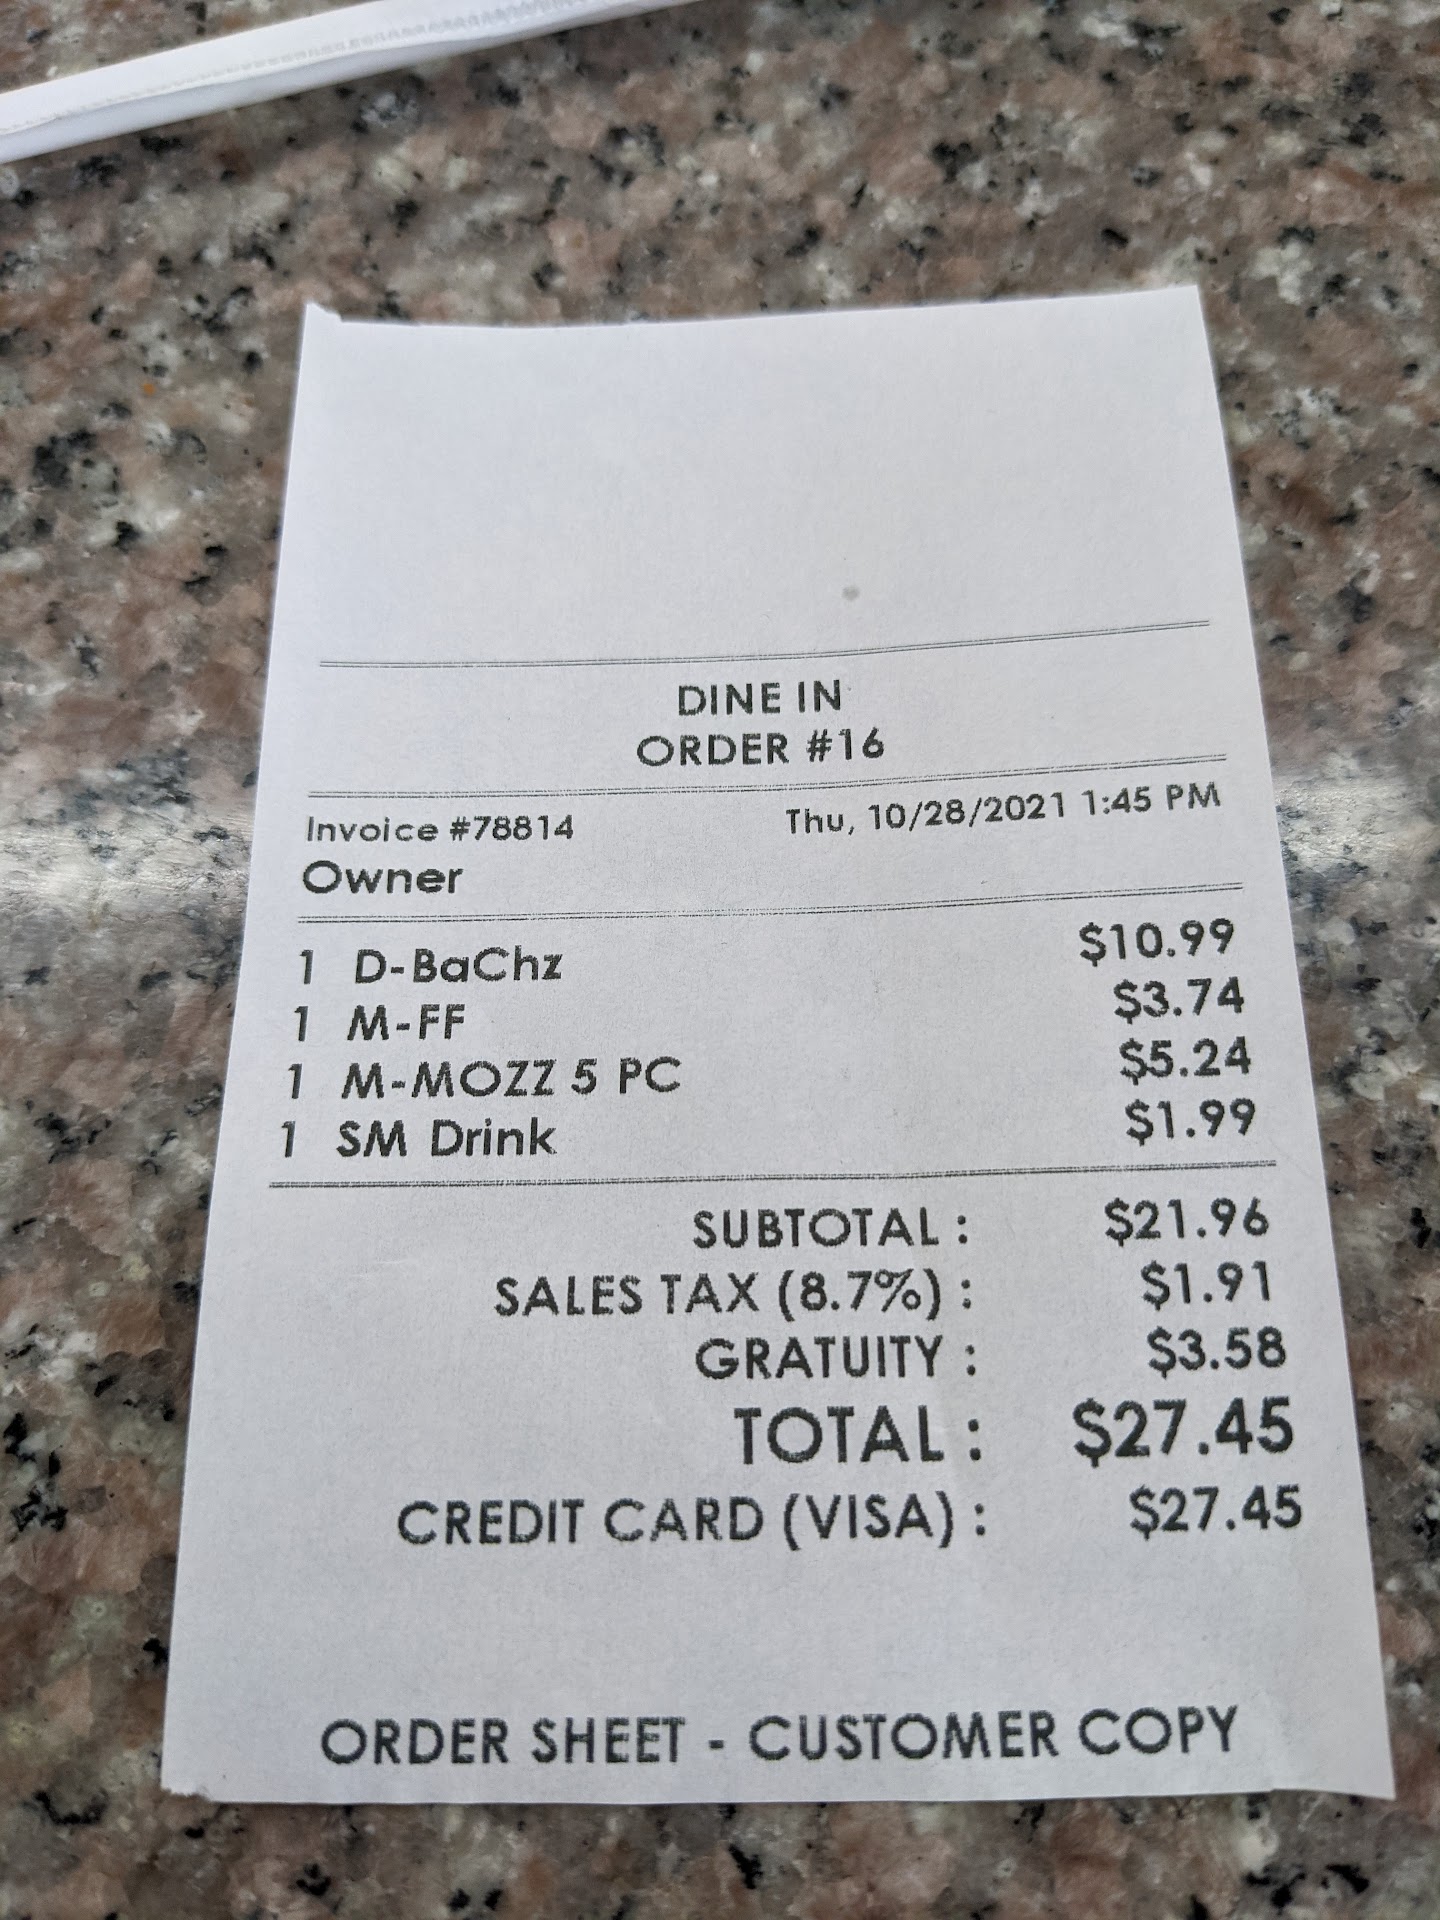 DINE IN
ORDER #16
Invoice #78814 Thu, 10/28/2021 1:45 PM
Owner
1 D-BaChz $10.99
1 M-FF $3.74
1 M-MOZZ 5 PC $5.24
1 SM Drink $1.99
SUBTOTAL : $21.96
SALES TAX (8.7%) : $1.91
GRATUITY : $3.58
TOTAL : $27.45
CREDIT CARD (VISA) : $27.45
ORDER SHEET - CUSTOMER COPY